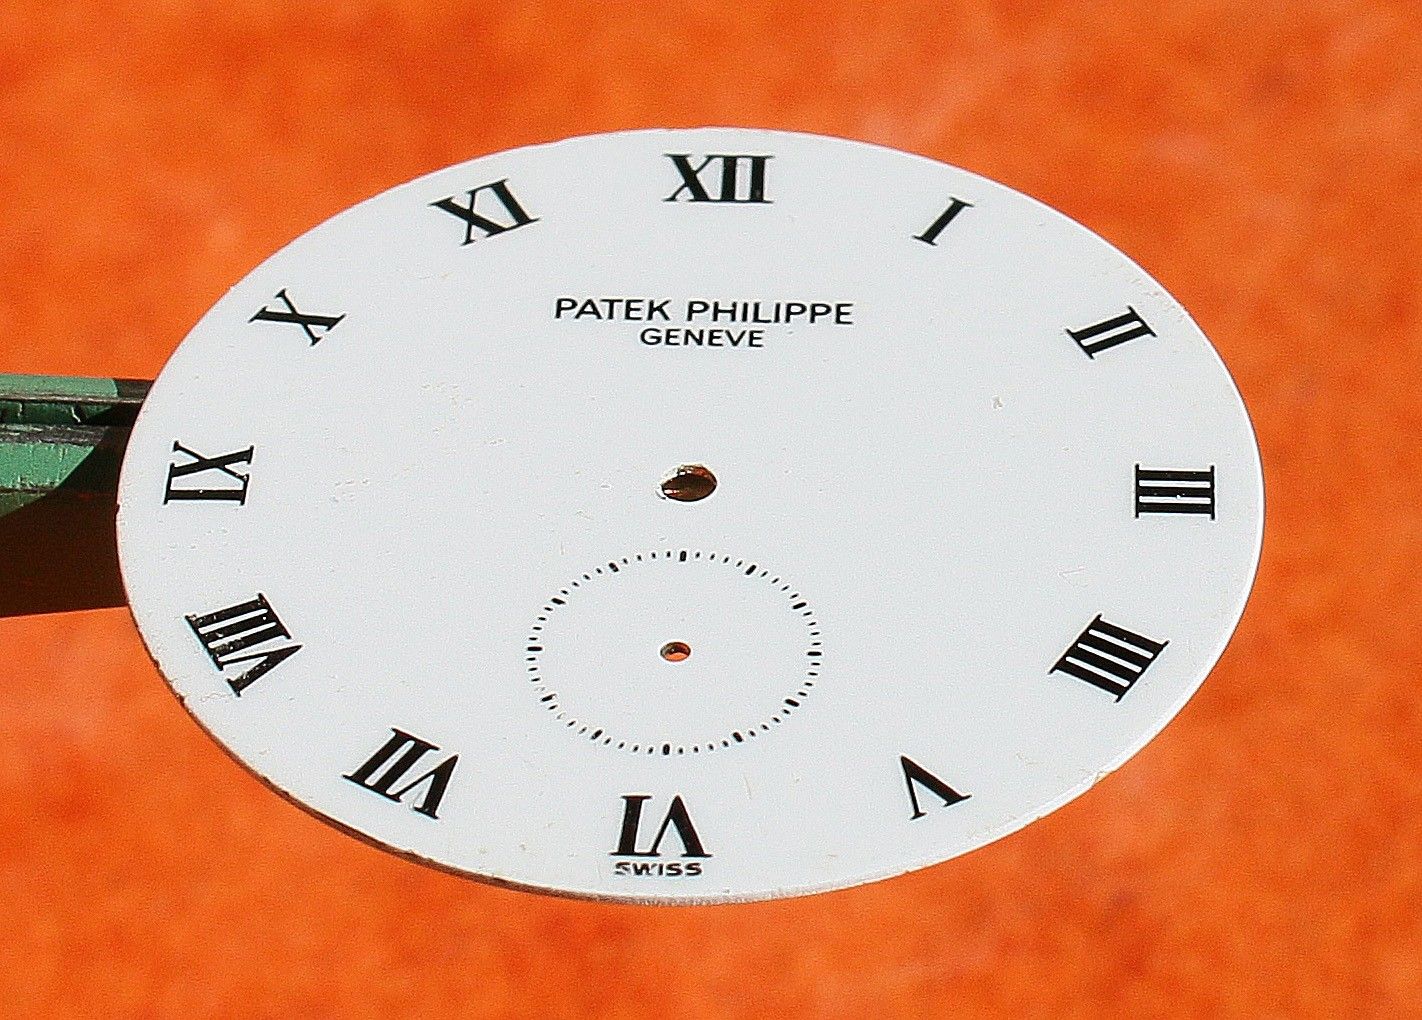 XII
I
II
III
IIII
V
VI
VII
VIII
IX
X
XI
PATEK PHILIPPE
GENEVE
SWISS